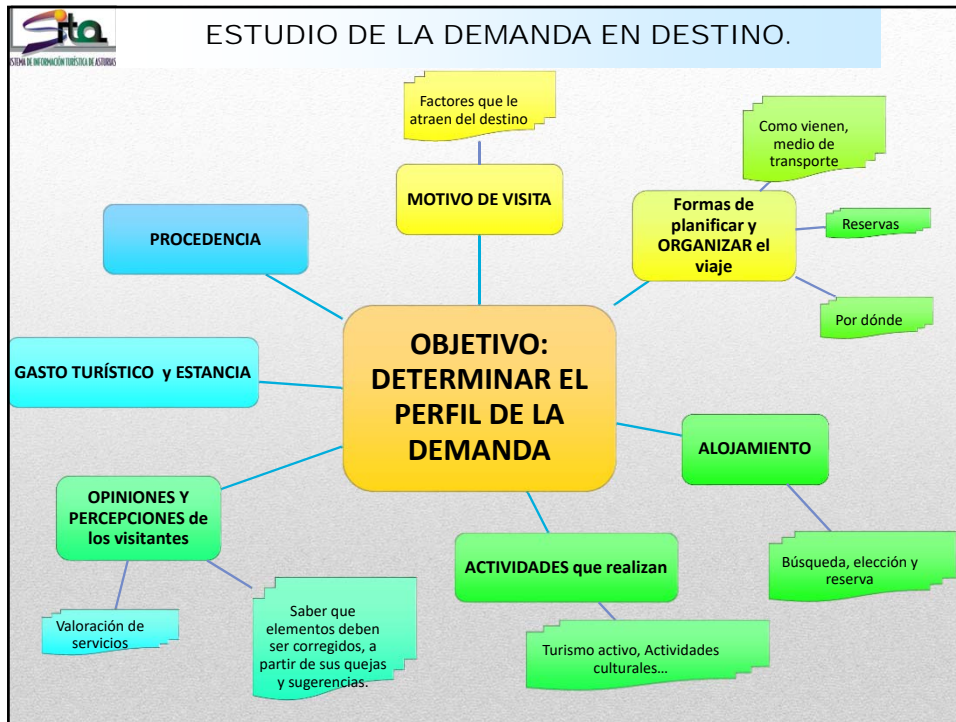 Sita
SISTEMA DE INFORMACIÓN TURÍSTICA DE ASTURIAS
ESTUDIO DE LA DEMANDA EN DESTINO.
Factores que le
atraen del destino
MOTIVO DE VISITA
Como vienen,
medio de
transporte
Formas de
planificar y
ORGANIZAR el
viaje
Reservas
Por dónde
PROCEDENCIA
OBJETIVO:
DETERMINAR EL
PERFIL DE LA
DEMANDA
GASTO TURÍSTICO y ESTANCIA
ALOJAMIENTO
Búsqueda, elección y
reserva
OPINIONES Y
PERCEPCIONES de
los visitantes
Valoración de
servicios
Saber que
elementos deben
ser corregidos, a
partir de sus quejas
y sugerencias.
ACTIVIDADES que realizan
Turismo activo, Actividades
culturales…